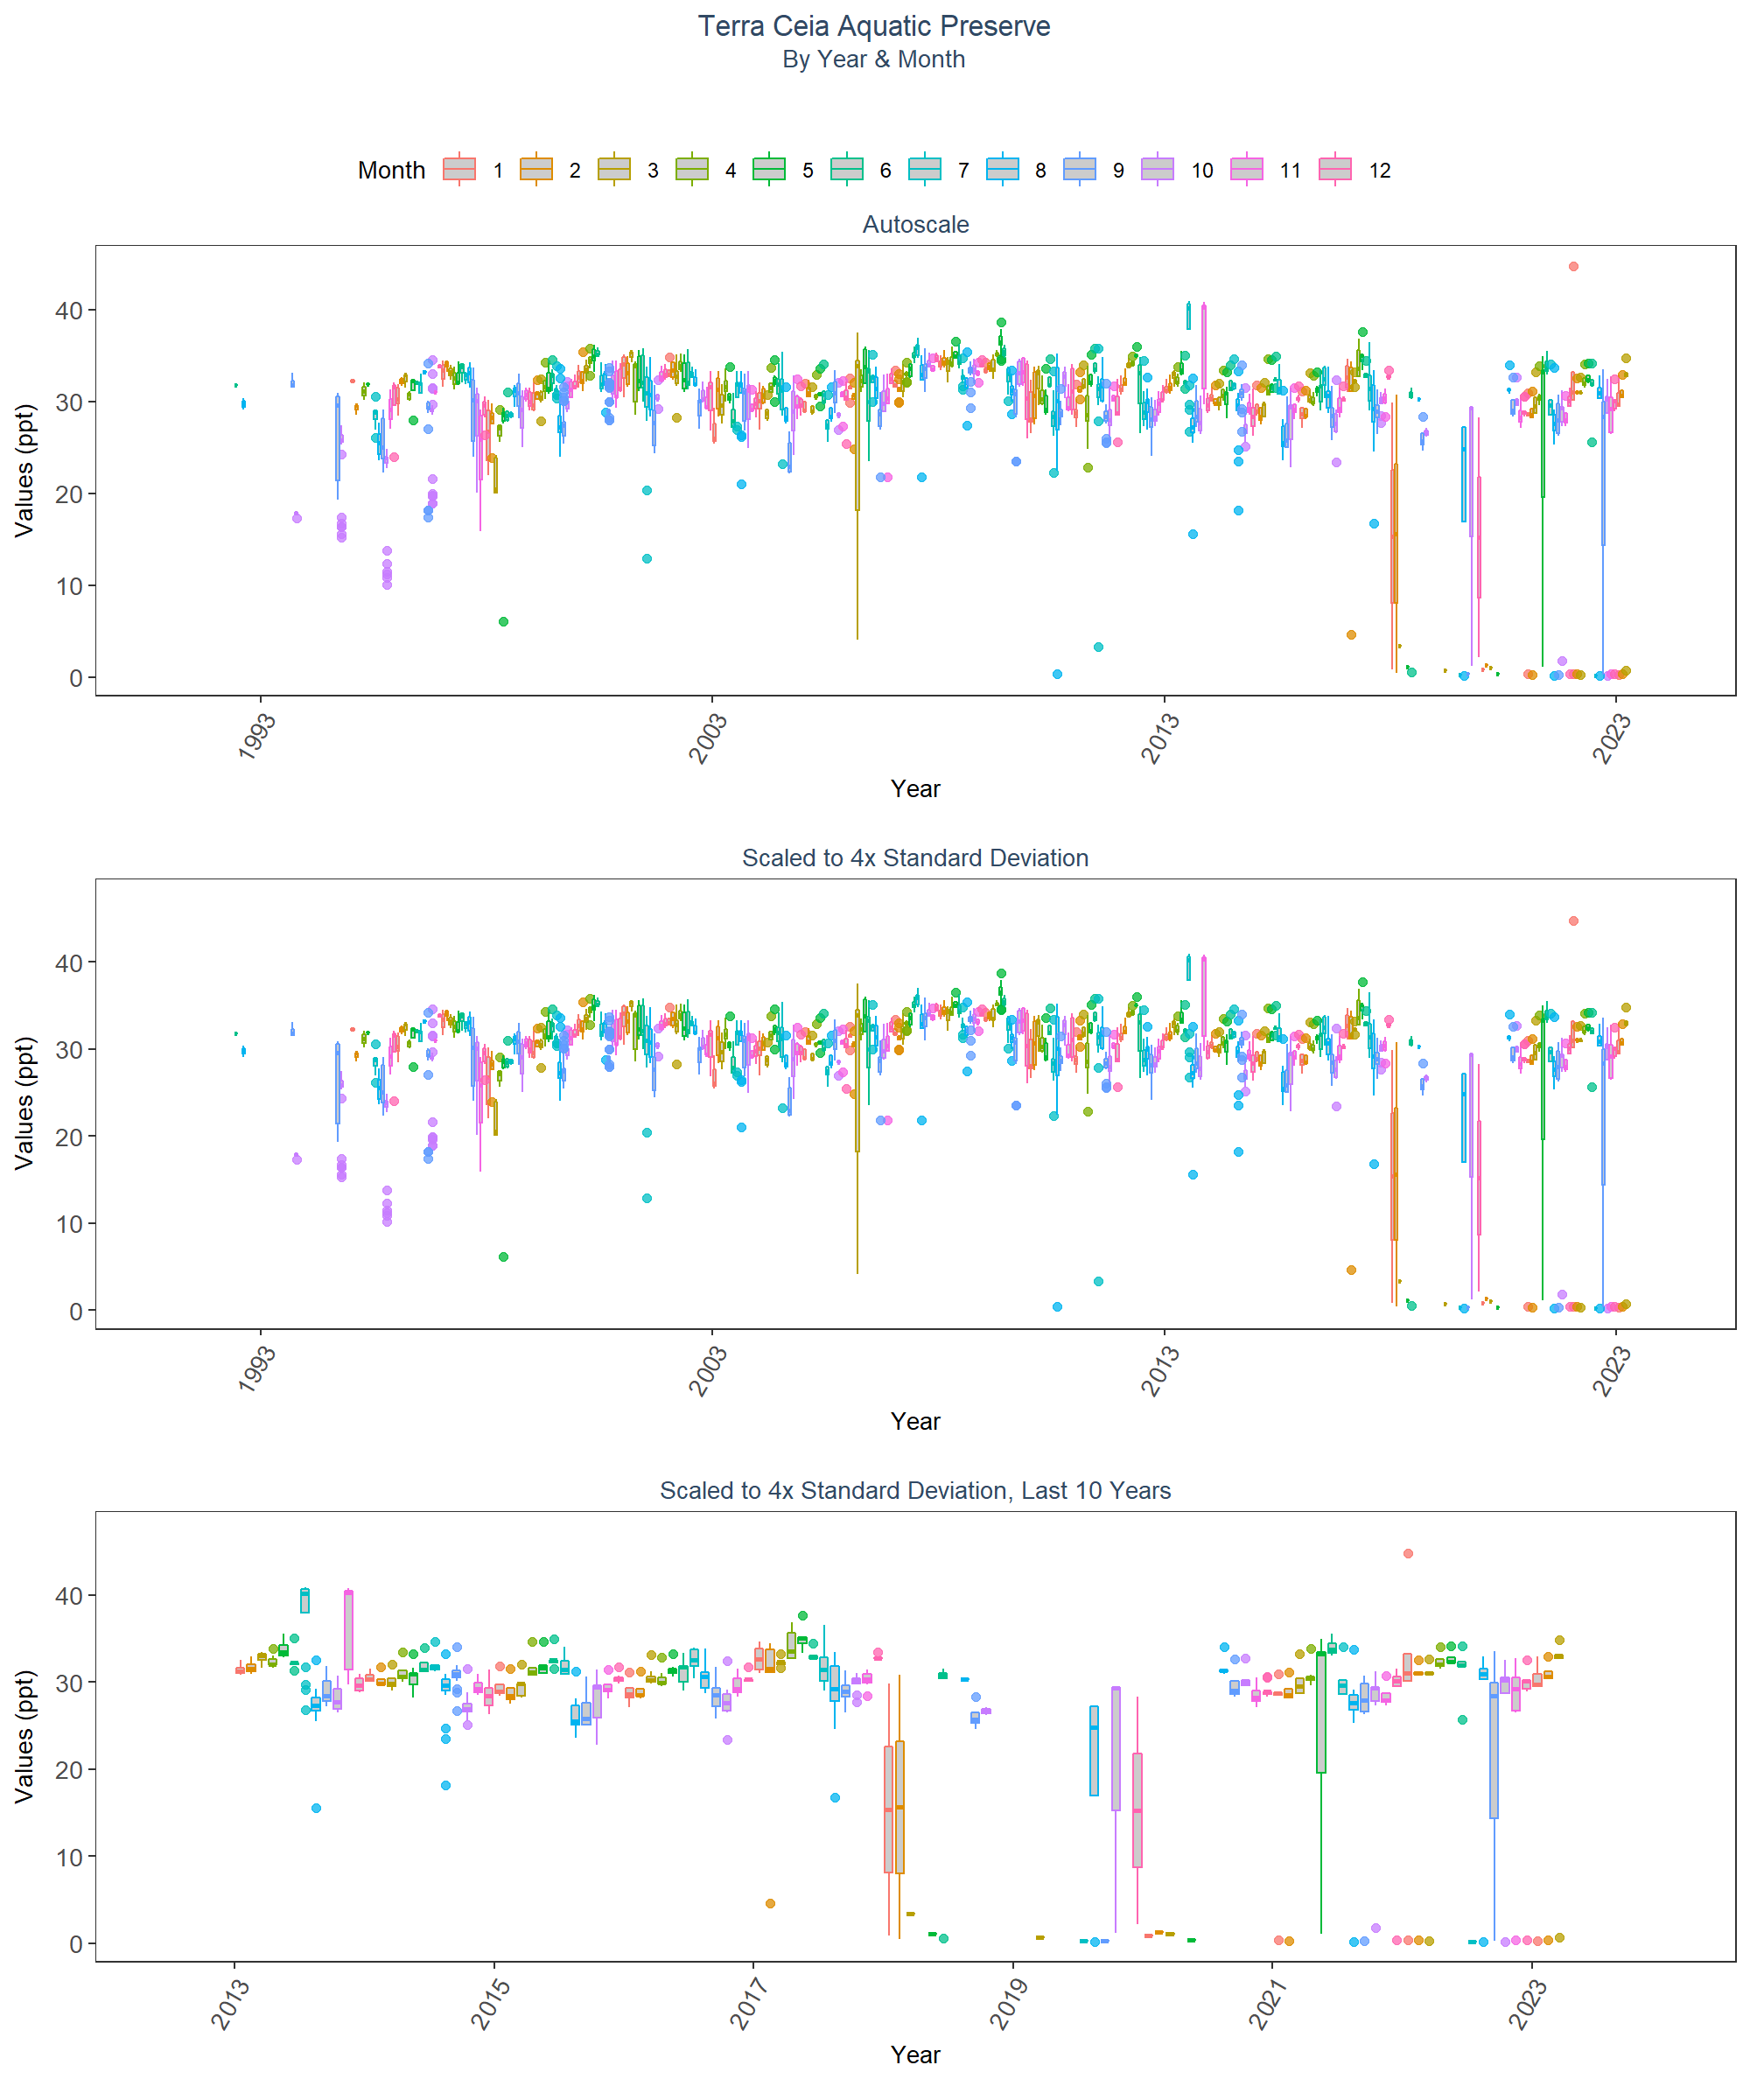 Terra Ceia Aquatic Preserve
By Year & Month
Month 1 2 3 4 5 6 7 8 9 10 11 12
Autoscale
Values (ppt)
40
30
20
10
0
1993 2003 2013 2023
Year
Scaled to 4x Standard Deviation
Values (ppt)
40
30
20
10
0
1993 2003 2013 2023
Year
Scaled to 4x Standard Deviation, Last 10 Years
Values (ppt)
40
30
20
10
0
2013 2015 2017 2019 2021 2023
Year